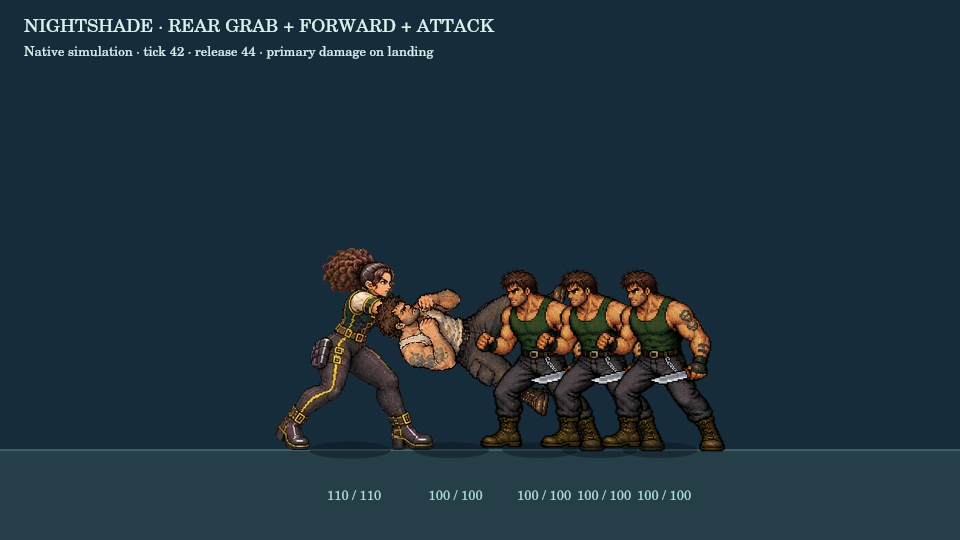 NIGHTSHADE · REAR GRAB + FORWARD + ATTACK
Native simulation · tick 42 · release 44 · primary damage on landing
110 / 110 100 / 100 100 / 100 100 / 100 100 / 100